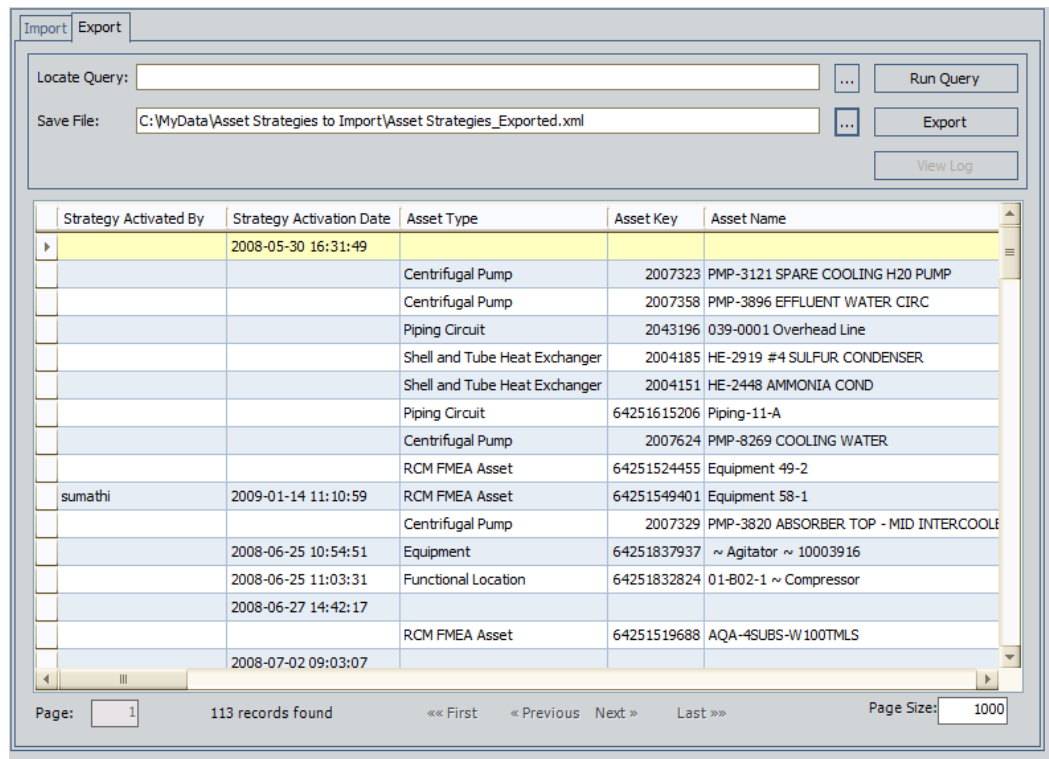 Import Export
Locate Query: ... Run Query
Save File: C:\MyData\Asset Strategies to Import\Asset Strategies_Exported.xml ... Export
View Log
Strategy Activated By Strategy Activation Date Asset Type Asset Key Asset Name
2008-05-30 16:31:49
Centrifugal Pump 2007323 PMP-3121 SPARE COOLING H20 PUMP
Centrifugal Pump 2007358 PMP-3896 EFFLUENT WATER CIRC
Piping Circuit 2043196 039-0001 Overhead Line
Shell and Tube Heat Exchanger 2004185 HE-2919 #4 SULFUR CONDENSER
Shell and Tube Heat Exchanger 2004151 HE-2448 AMMONIA COND
Piping Circuit 64251615206 Piping-11-A
Centrifugal Pump 2007624 PMP-8269 COOLING WATER
RCM FMEA Asset 64251524455 Equipment 49-2
sumathi 2009-01-14 11:10:59 RCM FMEA Asset 64251549401 Equipment 58-1
Centrifugal Pump 2007329 PMP-3820 ABSORBER TOP - MID INTERCOOLE
2008-06-25 10:54:51 Equipment 64251837937 ~ Agitator ~ 10003916
2008-06-25 11:03:31 Functional Location 64251832824 01-B02-1 ~ Compressor
2008-06-27 14:42:17
RCM FMEA Asset 64251519688 AQA-4SUBS-W100TMLS
2008-07-02 09:03:07
Page: 1 113 records found «« First « Previous Next » Last »» Page Size: 1000